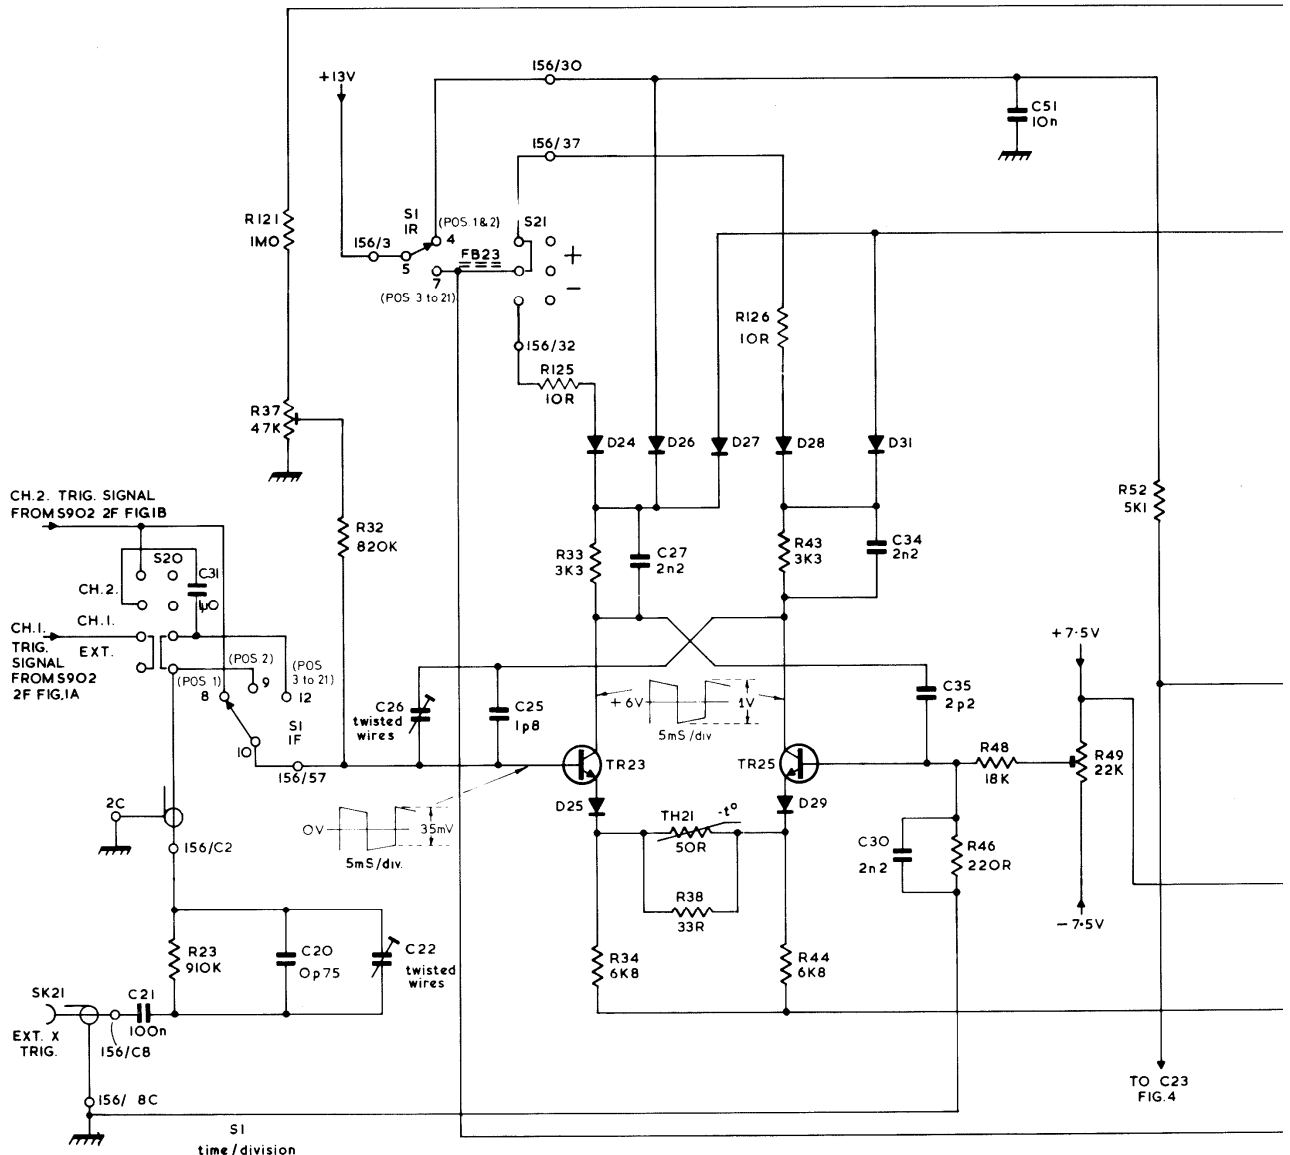 +13V
156/30
C51
10n
156/37
R121
1MO
S1
1R
(POS. 1&2)
S21
4
156/3
5
FB23
+
7
−
(POS 3 to 21)
R126
10R
156/32
R125
10R
R37
47K
D24
D26
D27
D28
D31
CH.2. TRIG. SIGNAL
FROM S902 2F FIG.1B
R52
5K1
R32
820K
S20
C31
1µ0
R33
3K3
C27
2n2
R43
3K3
C34
2n2
CH.2.
CH.1.
CH.1.
TRIG.
SIGNAL
FROM S902
2F FIG.1A
EXT.
+7·5V
(POS 2)
(POS
3 to 21)
(POS 1)
8
9
12
S1
1F
10
C26
twisted
wires
C25
1p8
+6V
1V
5mS/div
C35
2p2
156/57
TR23
TR25
R48
18K
R49
22K
2C
OV
35mV
5mS/div.
D25
TH21
-t°
50R
D29
156/C2
C30
2n2
R46
220R
R38
33R
-7·5V
R23
910K
C20
0p75
C22
twisted
wires
R34
6K8
R44
6K8
SK21
C21
100n
EXT. X
TRIG.
156/C8
TO C23
FIG.4
156/ 8C
S1
time/division